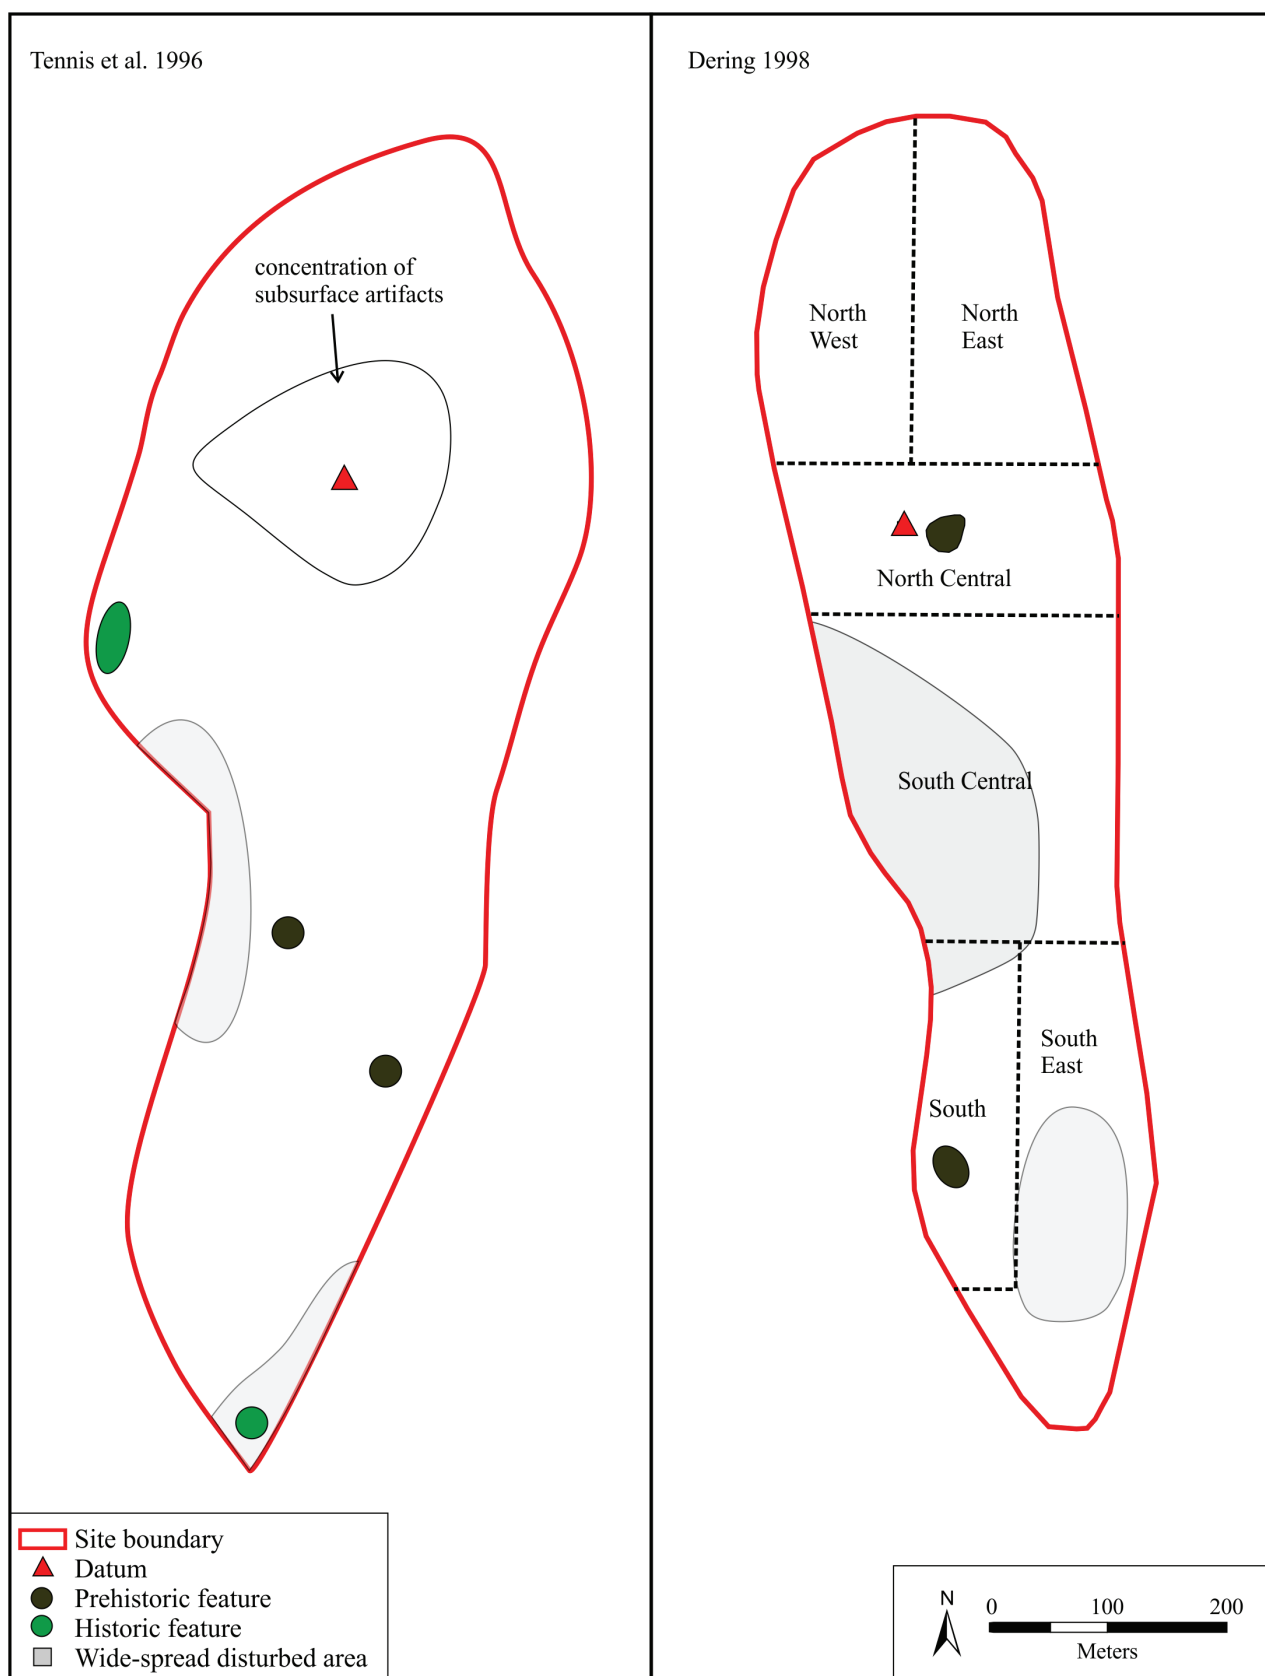 Tennis et al. 1996
concentration of
subsurface artifacts
Site boundary
Datum
Prehistoric feature
Historic feature
Wide-spread disturbed area
Dering 1998
North
West
North
East
North Central
South Central
South
East
South
N
0 100 200
Meters